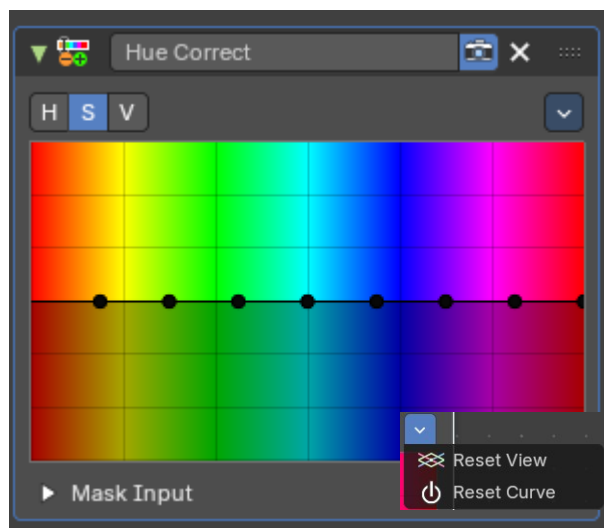 Hue Correct
H S V
Reset View
Reset Curve
Mask Input